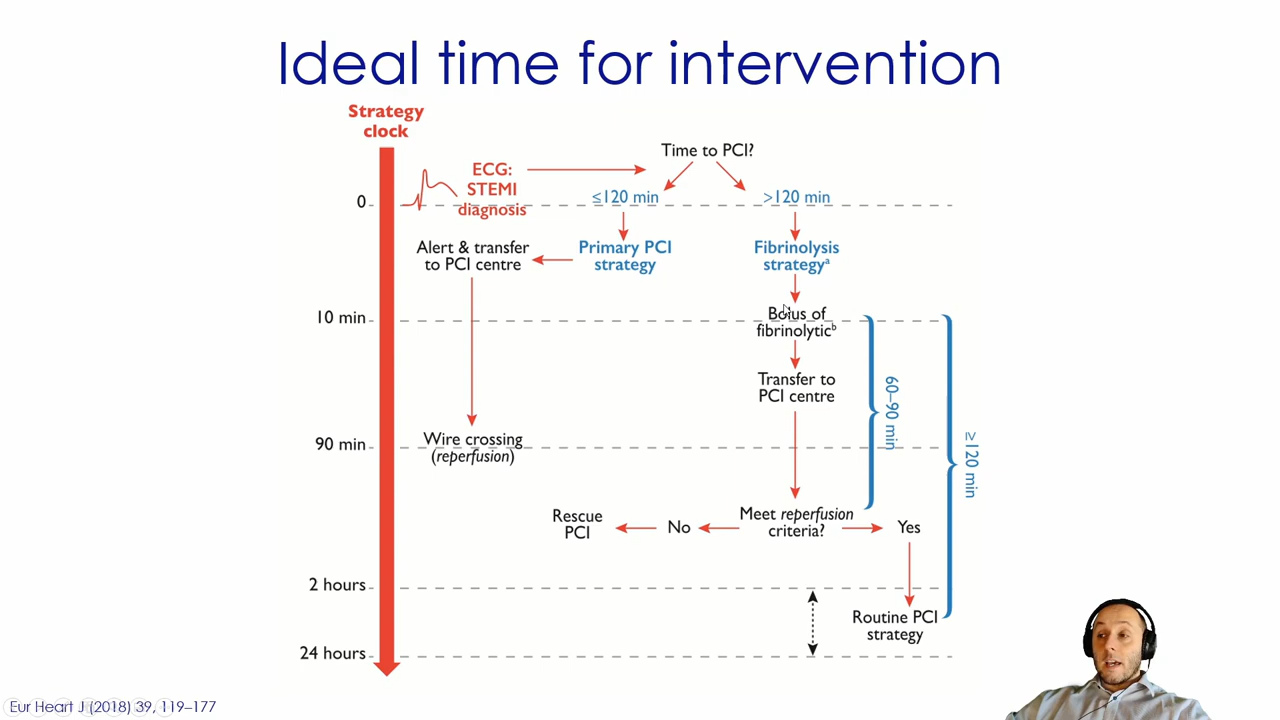 Ideal time for intervention
Strategy
clock
Time to PCI?
ECG:
STEMI
diagnosis
0
≤120 min
>120 min
Alert & transfer
to PCI centre
Primary PCI
strategy
Fibrinolysis
strategyᵃ
10 min
Bolus of
fibrinolyticᵇ
Transfer to
PCI centre
60–90 min
≥120 min
90 min
Wire crossing
(reperfusion)
Rescue
PCI
No
Meet reperfusion
criteria?
Yes
2 hours
Routine PCI
strategy
24 hours
Eur Heart J (2018) 39, 119–177